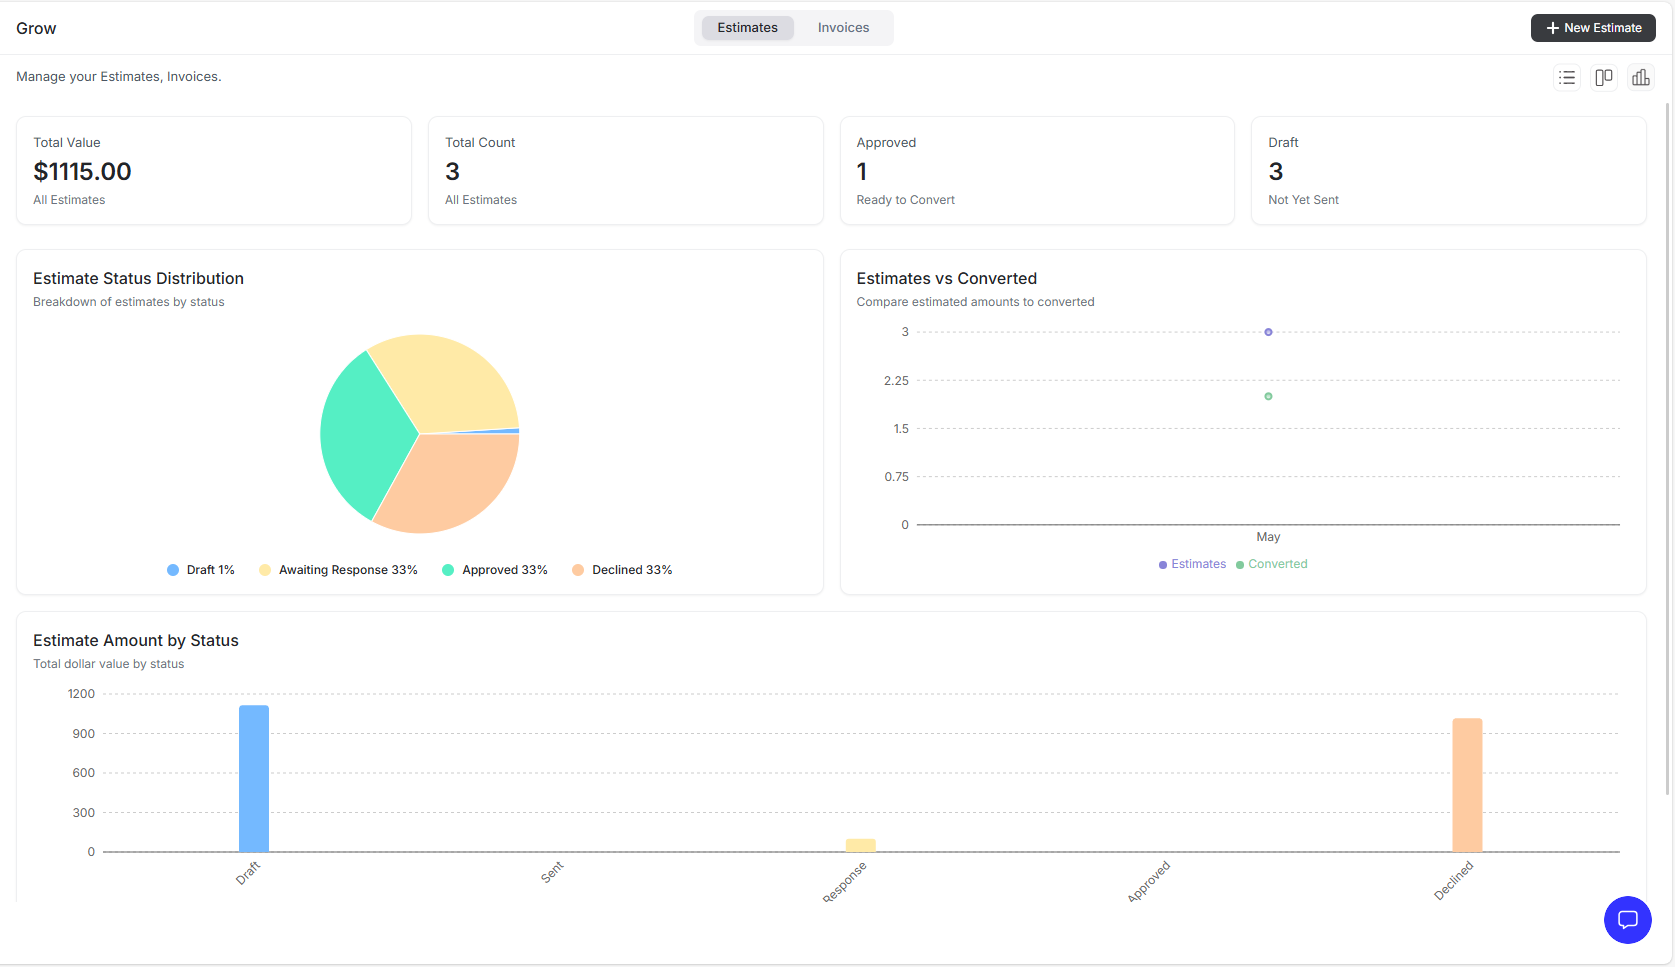 Grow
Estimates
Invoices
New Estimate
Manage your Estimates, Invoices.
Total Value
$1115.00
All Estimates
Total Count
3
All Estimates
Approved
1
Ready to Convert
Draft
3
Not Yet Sent
Estimate Status Distribution
Breakdown of estimates by status
Draft 1%
Awaiting Response 33%
Approved 33%
Declined 33%
Estimates vs Converted
Compare estimated amounts to converted
3
2.25
1.5
0.75
0
May
Estimates
Converted
Estimate Amount by Status
Total dollar value by status
1200
900
600
300
0
Draft
Sent
Response
Approved
Declined